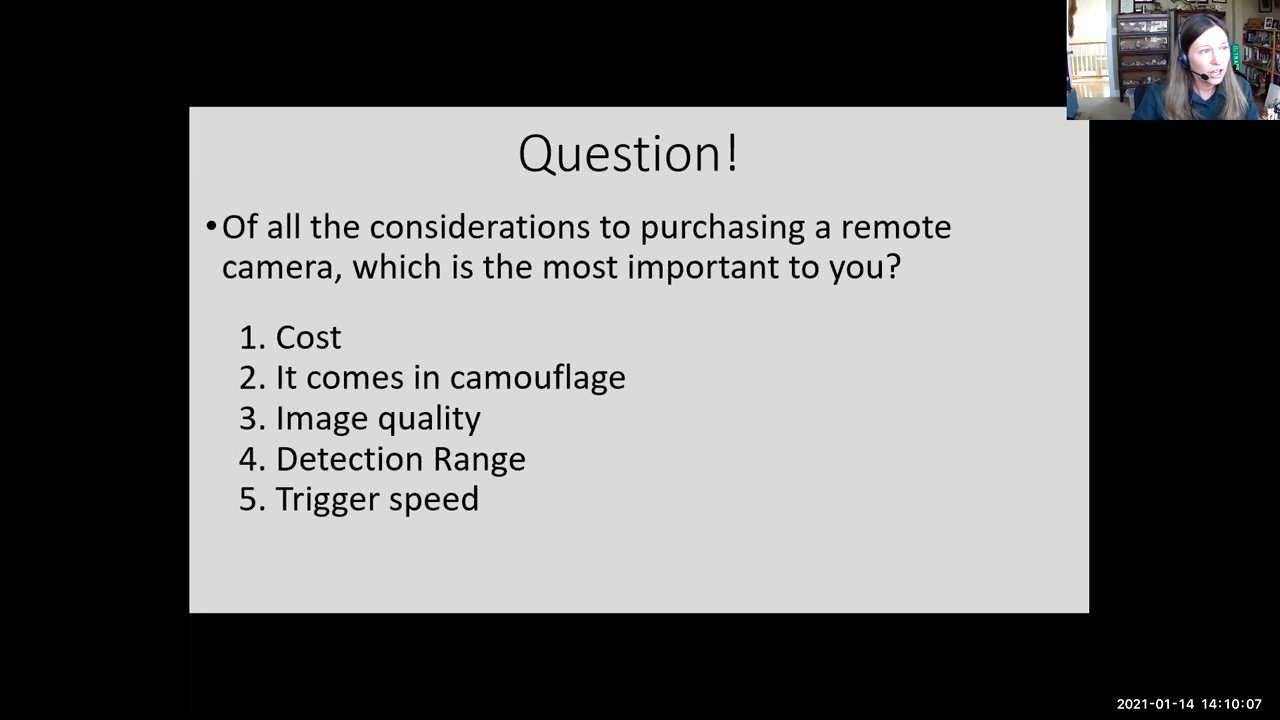 Question!
•Of all the considerations to purchasing a remote
camera, which is the most important to you?
1. Cost
2. It comes in camouflage
3. Image quality
4. Detection Range
5. Trigger speed
2021-01-14 14:10:07